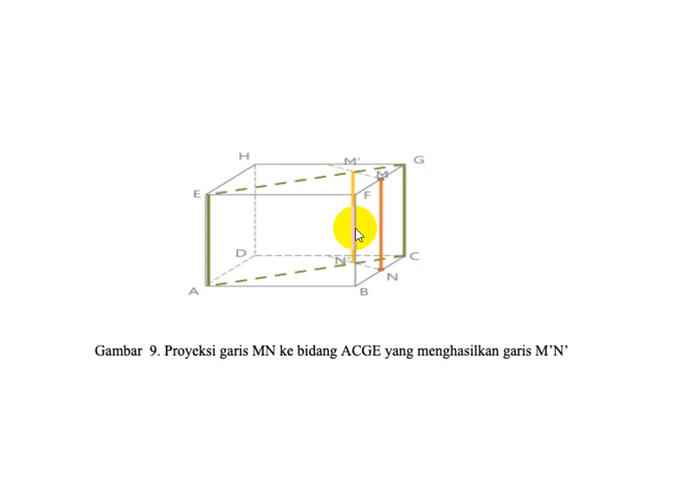 H
M'
G
E
M
F
D
N'
C
N
A
B
Gambar 9. Proyeksi garis MN ke bidang ACGE yang menghasilkan garis M’N’